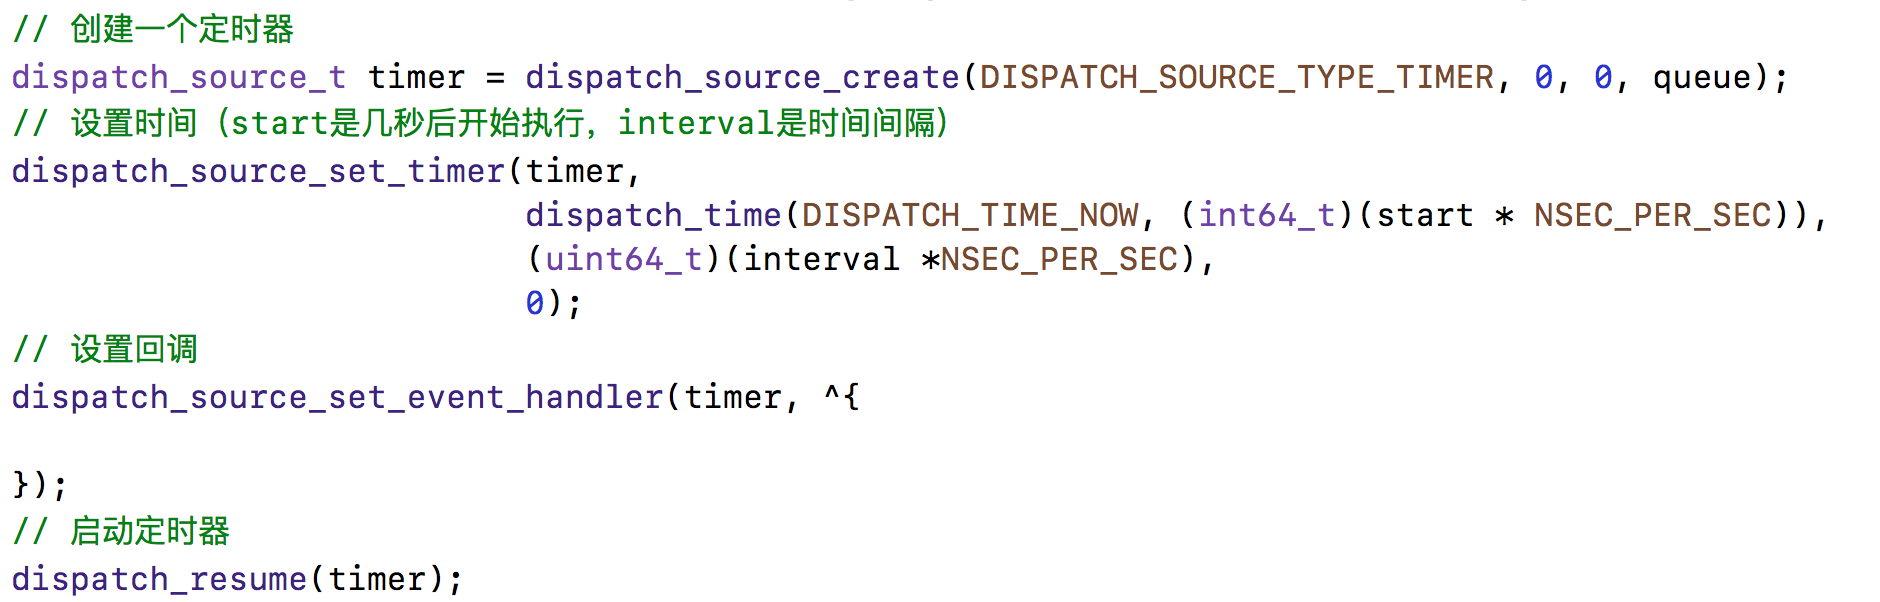 // 创建一个定时器
dispatch_source_t timer = dispatch_source_create(DISPATCH_SOURCE_TYPE_TIMER, 0, 0, queue);
// 设置时间（start是几秒后开始执行，interval是时间间隔）
dispatch_source_set_timer(timer,
                          dispatch_time(DISPATCH_TIME_NOW, (int64_t)(start * NSEC_PER_SEC)),
                          (uint64_t)(interval *NSEC_PER_SEC),
                          0);
// 设置回调
dispatch_source_set_event_handler(timer, ^{

});
// 启动定时器
dispatch_resume(timer);